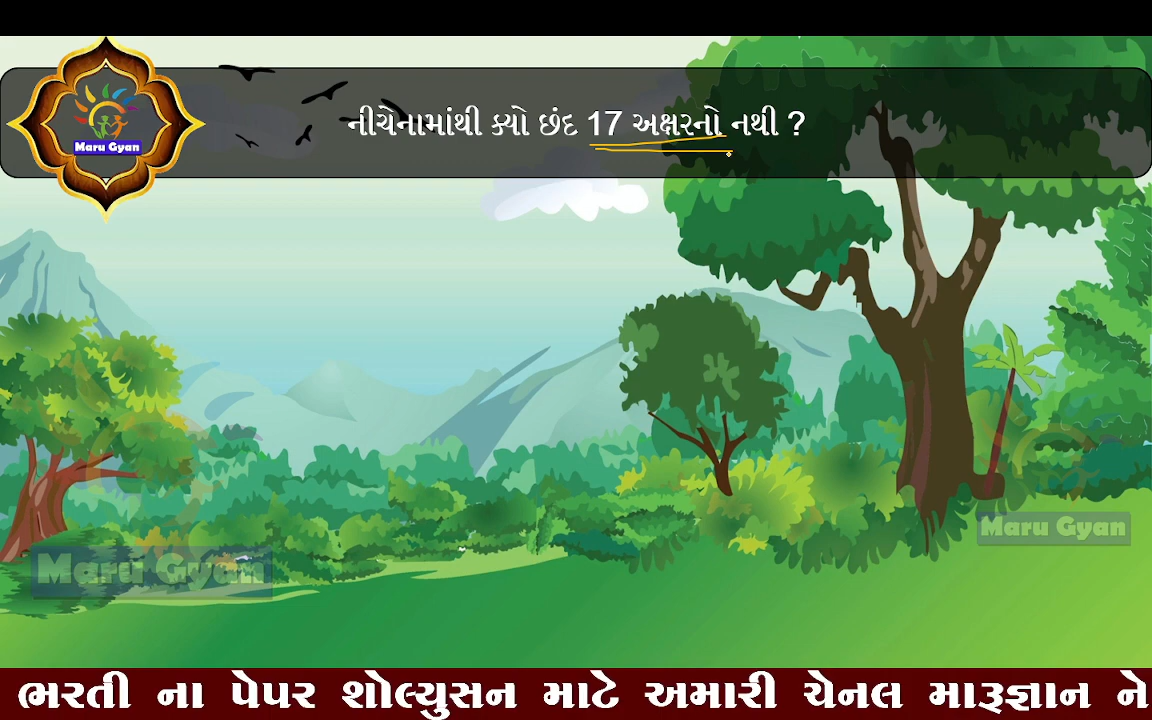 નીચેનામાંથી ક્યો છંદ 17 અક્ષરનો નથી ?
Maru Gyan
Maru Gyan
Maru Gyan
ભરતી ના પેપર શોલ્યુસન માટે અમારી ચેનલ મારૂજ્ઞાન ને